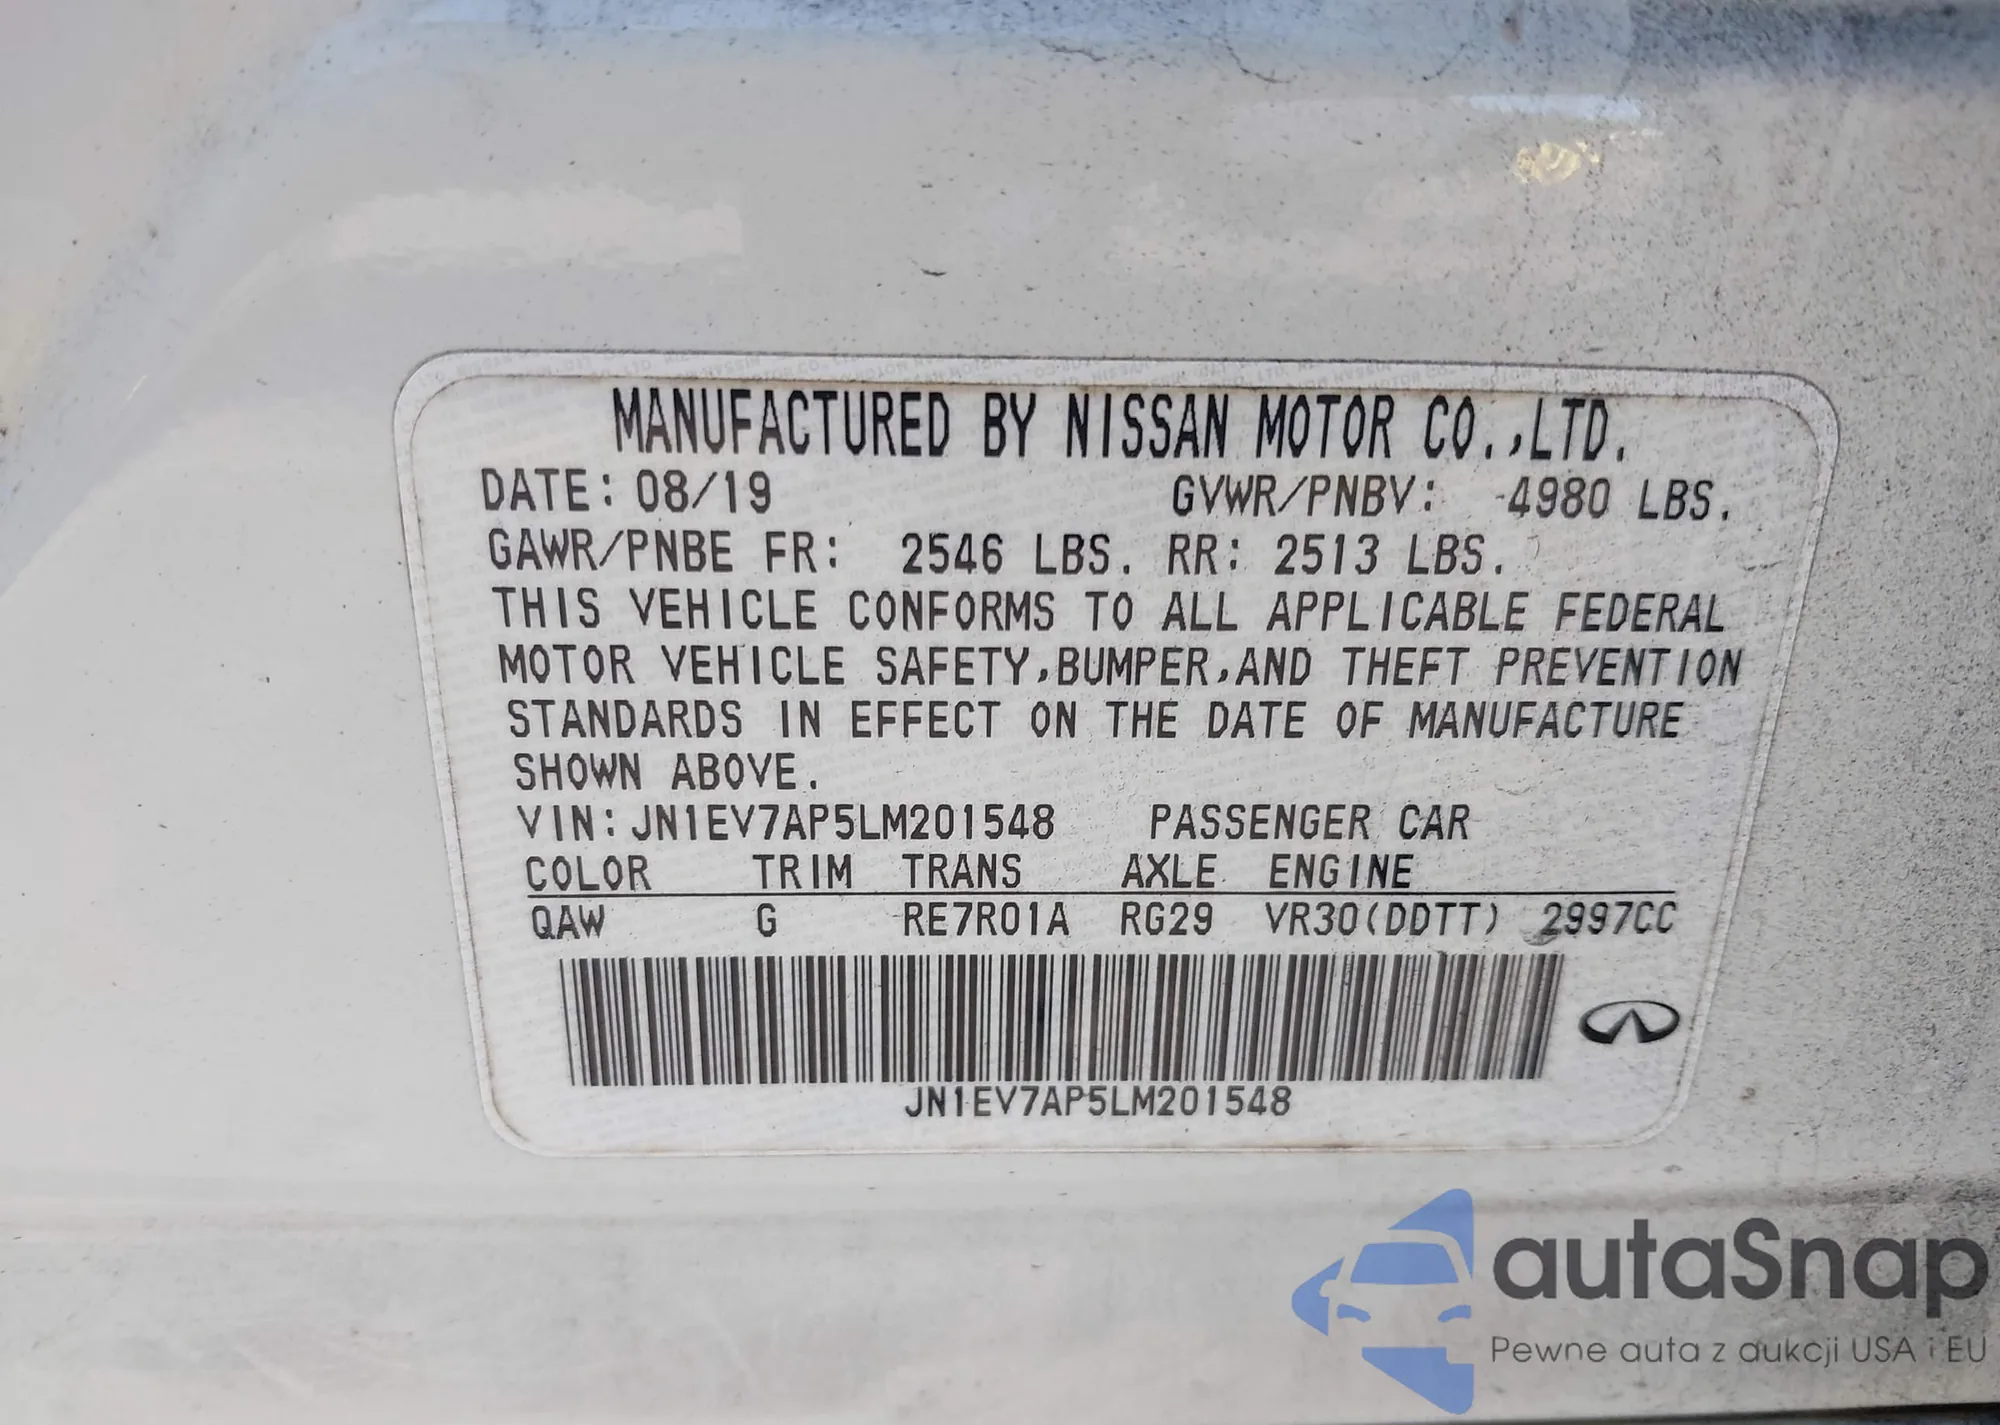 MANUFACTURED BY NISSAN MOTOR CO.,LTD.
DATE: 08/19 GVWR/PNBV: 4980 LBS.
GAWR/PNBE FR: 2546 LBS. RR: 2513 LBS.
THIS VEHICLE CONFORMS TO ALL APPLICABLE FEDERAL
MOTOR VEHICLE SAFETY,BUMPER,AND THEFT PREVENTION
STANDARDS IN EFFECT ON THE DATE OF MANUFACTURE
SHOWN ABOVE.
VIN:JN1EV7AP5LM201548 PASSENGER CAR
COLOR TRIM TRANS AXLE ENGINE
QAW G RE7R01A RG29 VR30(DDTT) 2997CC
JN1EV7AP5LM201548
autaSnap
Pewne auta z aukcji USA i EU